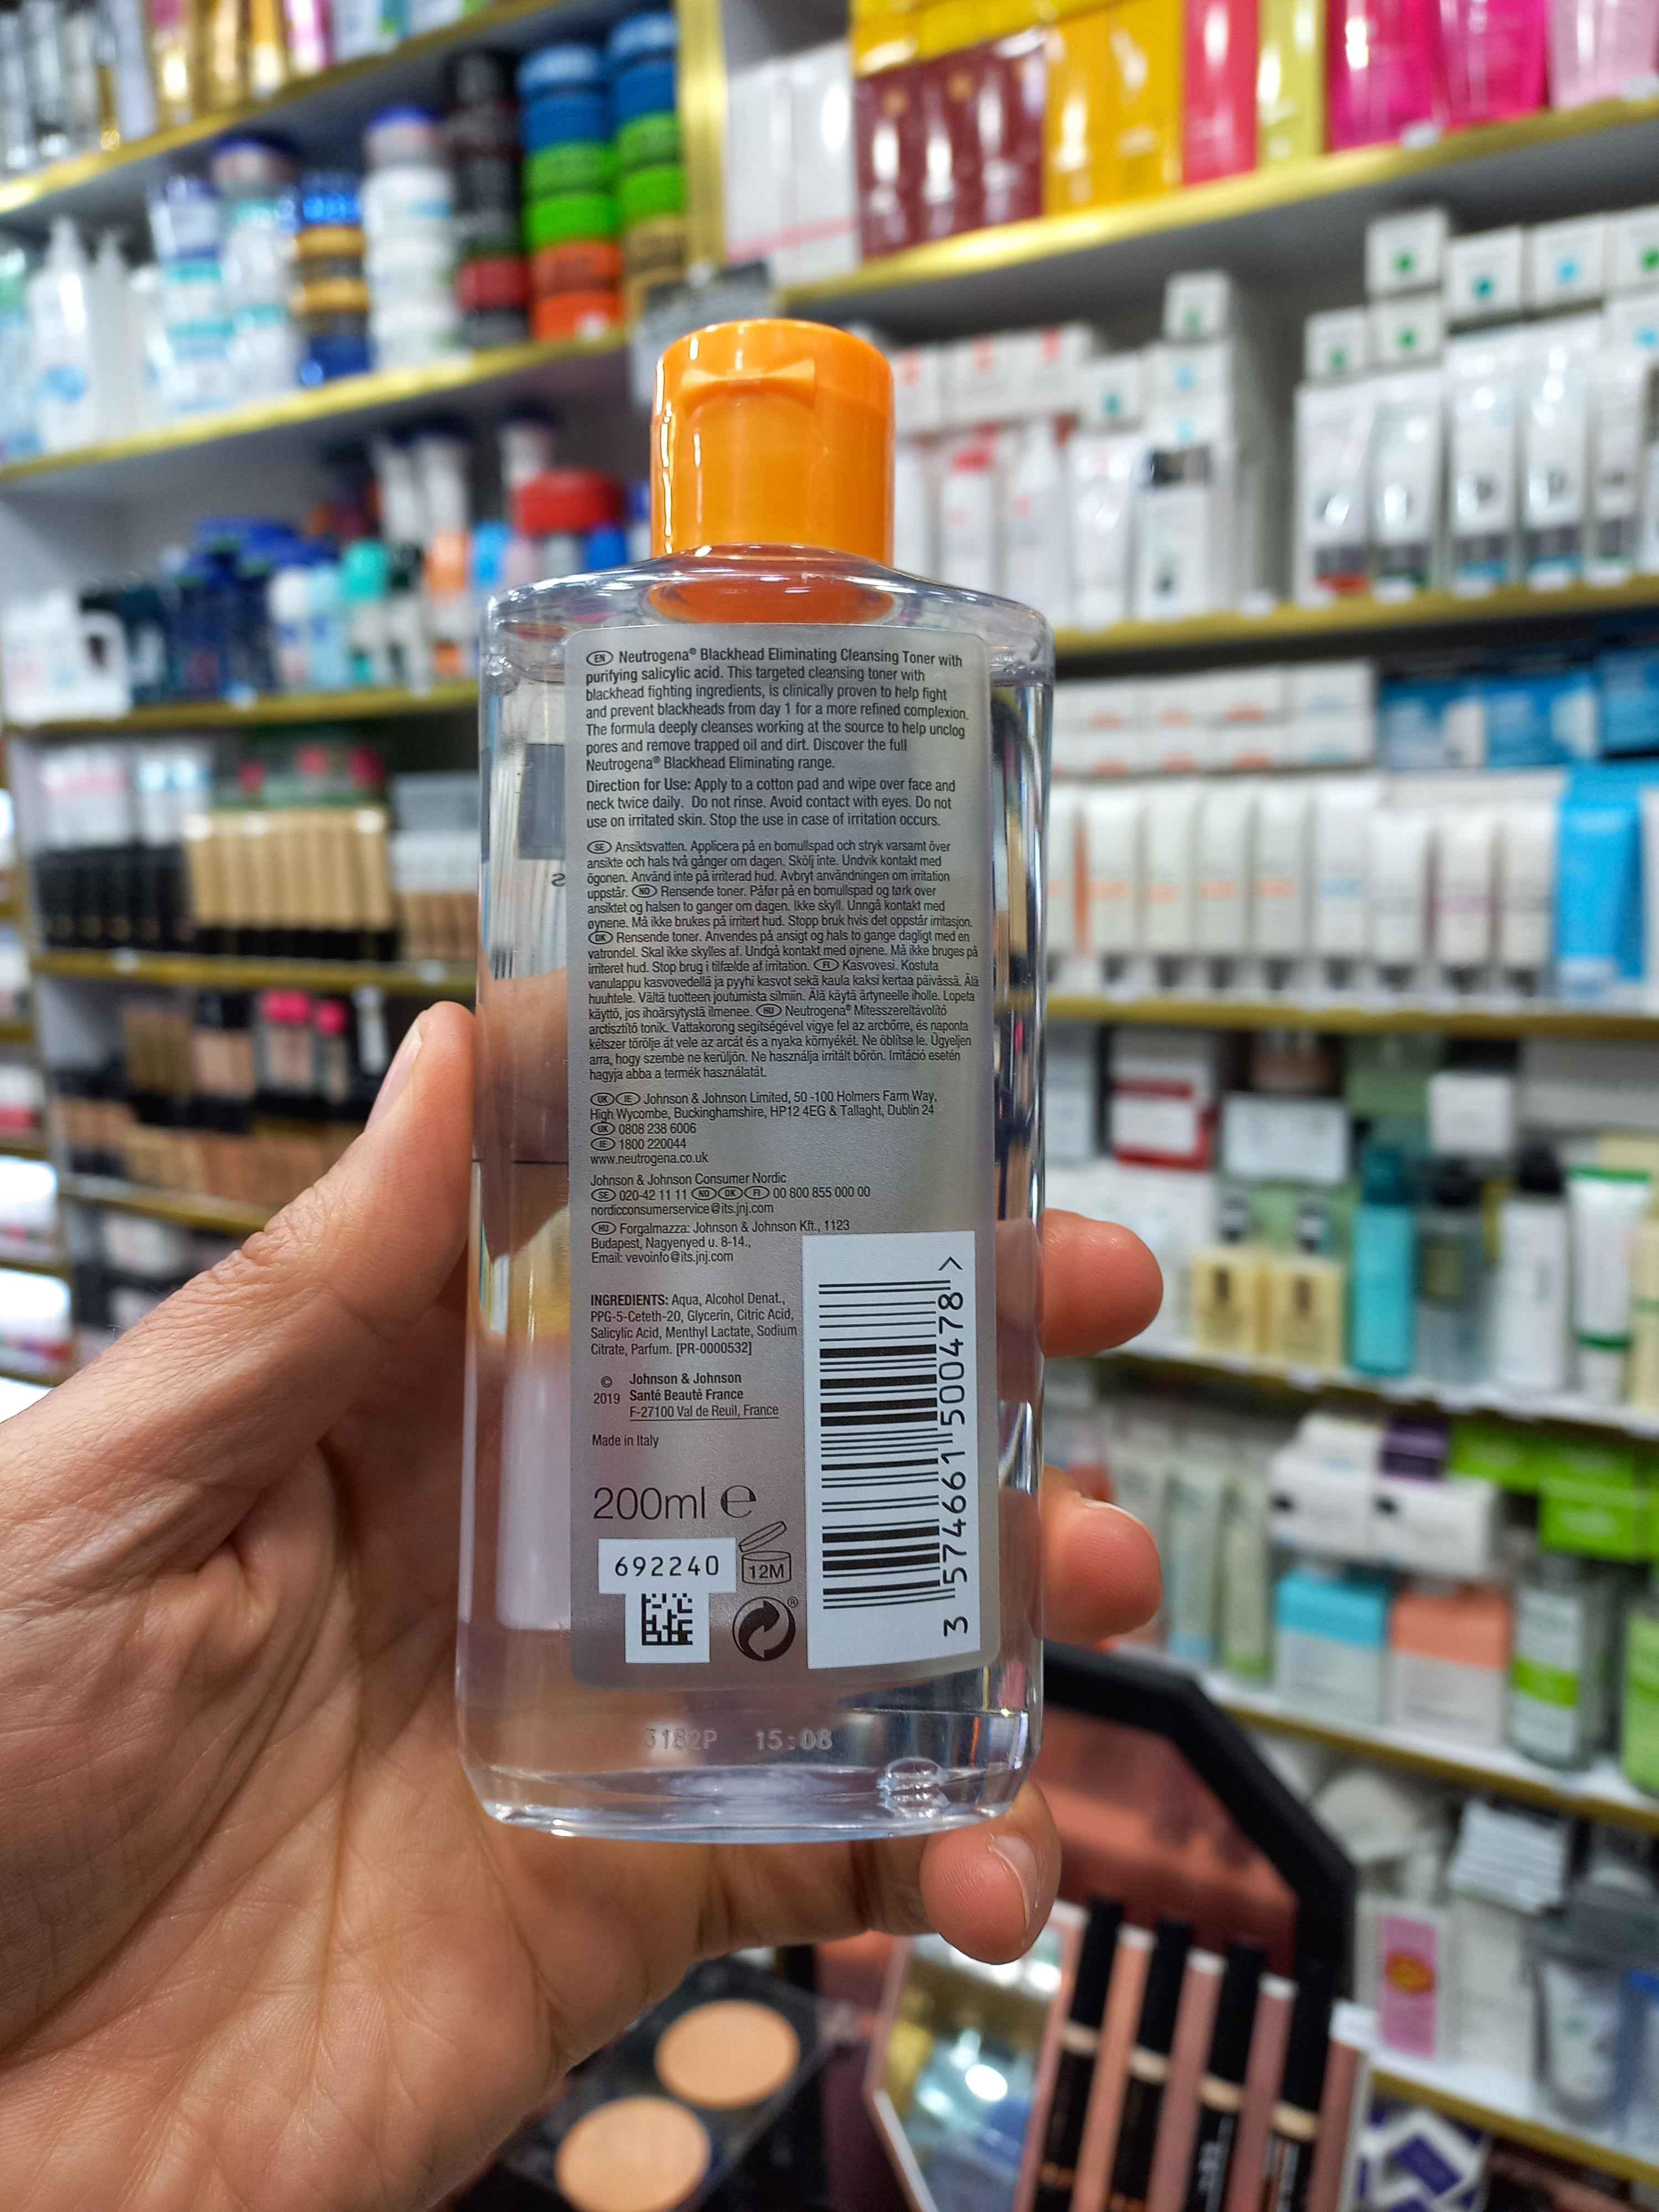 EN Neutrogena® Blackhead Eliminating Cleansing Toner with
purifying salicylic acid. This targeted cleansing toner with
blackhead fighting ingredients, is clinically proven to help fight
and prevent blackheads from day 1 for a more refined complexion.
The formula deeply cleanses working at the source to help unclog
pores and remove trapped oil and dirt. Discover the full
Neutrogena® Blackhead Eliminating range.
Direction for Use: Apply to a cotton pad and wipe over face and
neck twice daily. Do not rinse. Avoid contact with eyes. Do not
use on irritated skin. Stop the use in case of irritation occurs.
SE Ansiktsvatten. Applicera på en bomullspad och stryk varsamt över
ansikte och hals två gånger om dagen. Skölj inte. Undvik kontakt med
ögonen. Använd inte på irriterad hud. Avbryt användningen om irritation
uppstår. NO Rensende toner. Påfør på en bomullspad og tørk over
ansiktet og halsen to ganger om dagen. Ikke skyll. Unngå kontakt med
øynene. Må ikke brukes på irritert hud. Stopp bruk hvis det oppstår irritasjon.
DK Rensende toner. Anvendes på ansigt og hals to gange dagligt med en
vatrondel. Skal ikke skylles af. Undgå kontakt med øjnene. Må ikke bruges på
irriteret hud. Stop brug i tilfælde af irritation. FI Kasvovesi. Kostuta
vanulappu kasvovedellä ja pyyhi kasvot sekä kaula kaksi kertaa päivässä. Älä
huuhtele. Vältä tuotteen joutumista silmiin. Älä käytä ärtyneelle iholle. Lopeta
käyttö, jos ihoärsytystä ilmenee. HU Neutrogena® Mitesszereltávolító
arctisztító tonik. Vattakorong segítségével vigye fel az arcbőrre, és naponta
kétszer törölje át vele az arcát és a nyaka környékét. Ne öblítse le. Ügyeljen
arra, hogy szembe ne kerüljön. Ne használja irritált bőrön. Irritáció esetén
hagyja abba a termék használatát.
UK IE Johnson & Johnson Limited, 50 -100 Holmers Farm Way,
High Wycombe, Buckinghamshire, HP12 4EG & Tallaght, Dublin 24
UK 0808 238 6006
IE 1800 220044
www.neutrogena.co.uk
Johnson & Johnson Consumer Nordic
SE 020-42 11 11 NO DK FI 00 800 855 000 00
nordicconsumerservice@its.jnj.com
HU Forgalmazza: Johnson & Johnson Kft., 1123
Budapest, Nagyenyed u. 8-14.,
Email: vevoinfo@its.jnj.com
INGREDIENTS: Aqua, Alcohol Denat.,
PPG-5-Ceteth-20, Glycerin, Citric Acid,
Salicylic Acid, Menthyl Lactate, Sodium
Citrate, Parfum. [PR-0000532]
© Johnson & Johnson
2019 Santé Beauté France
F-27100 Val de Reuil, France
Made in Italy
200ml e
692240
12M
3 574661 500478 >
3182P 15:08